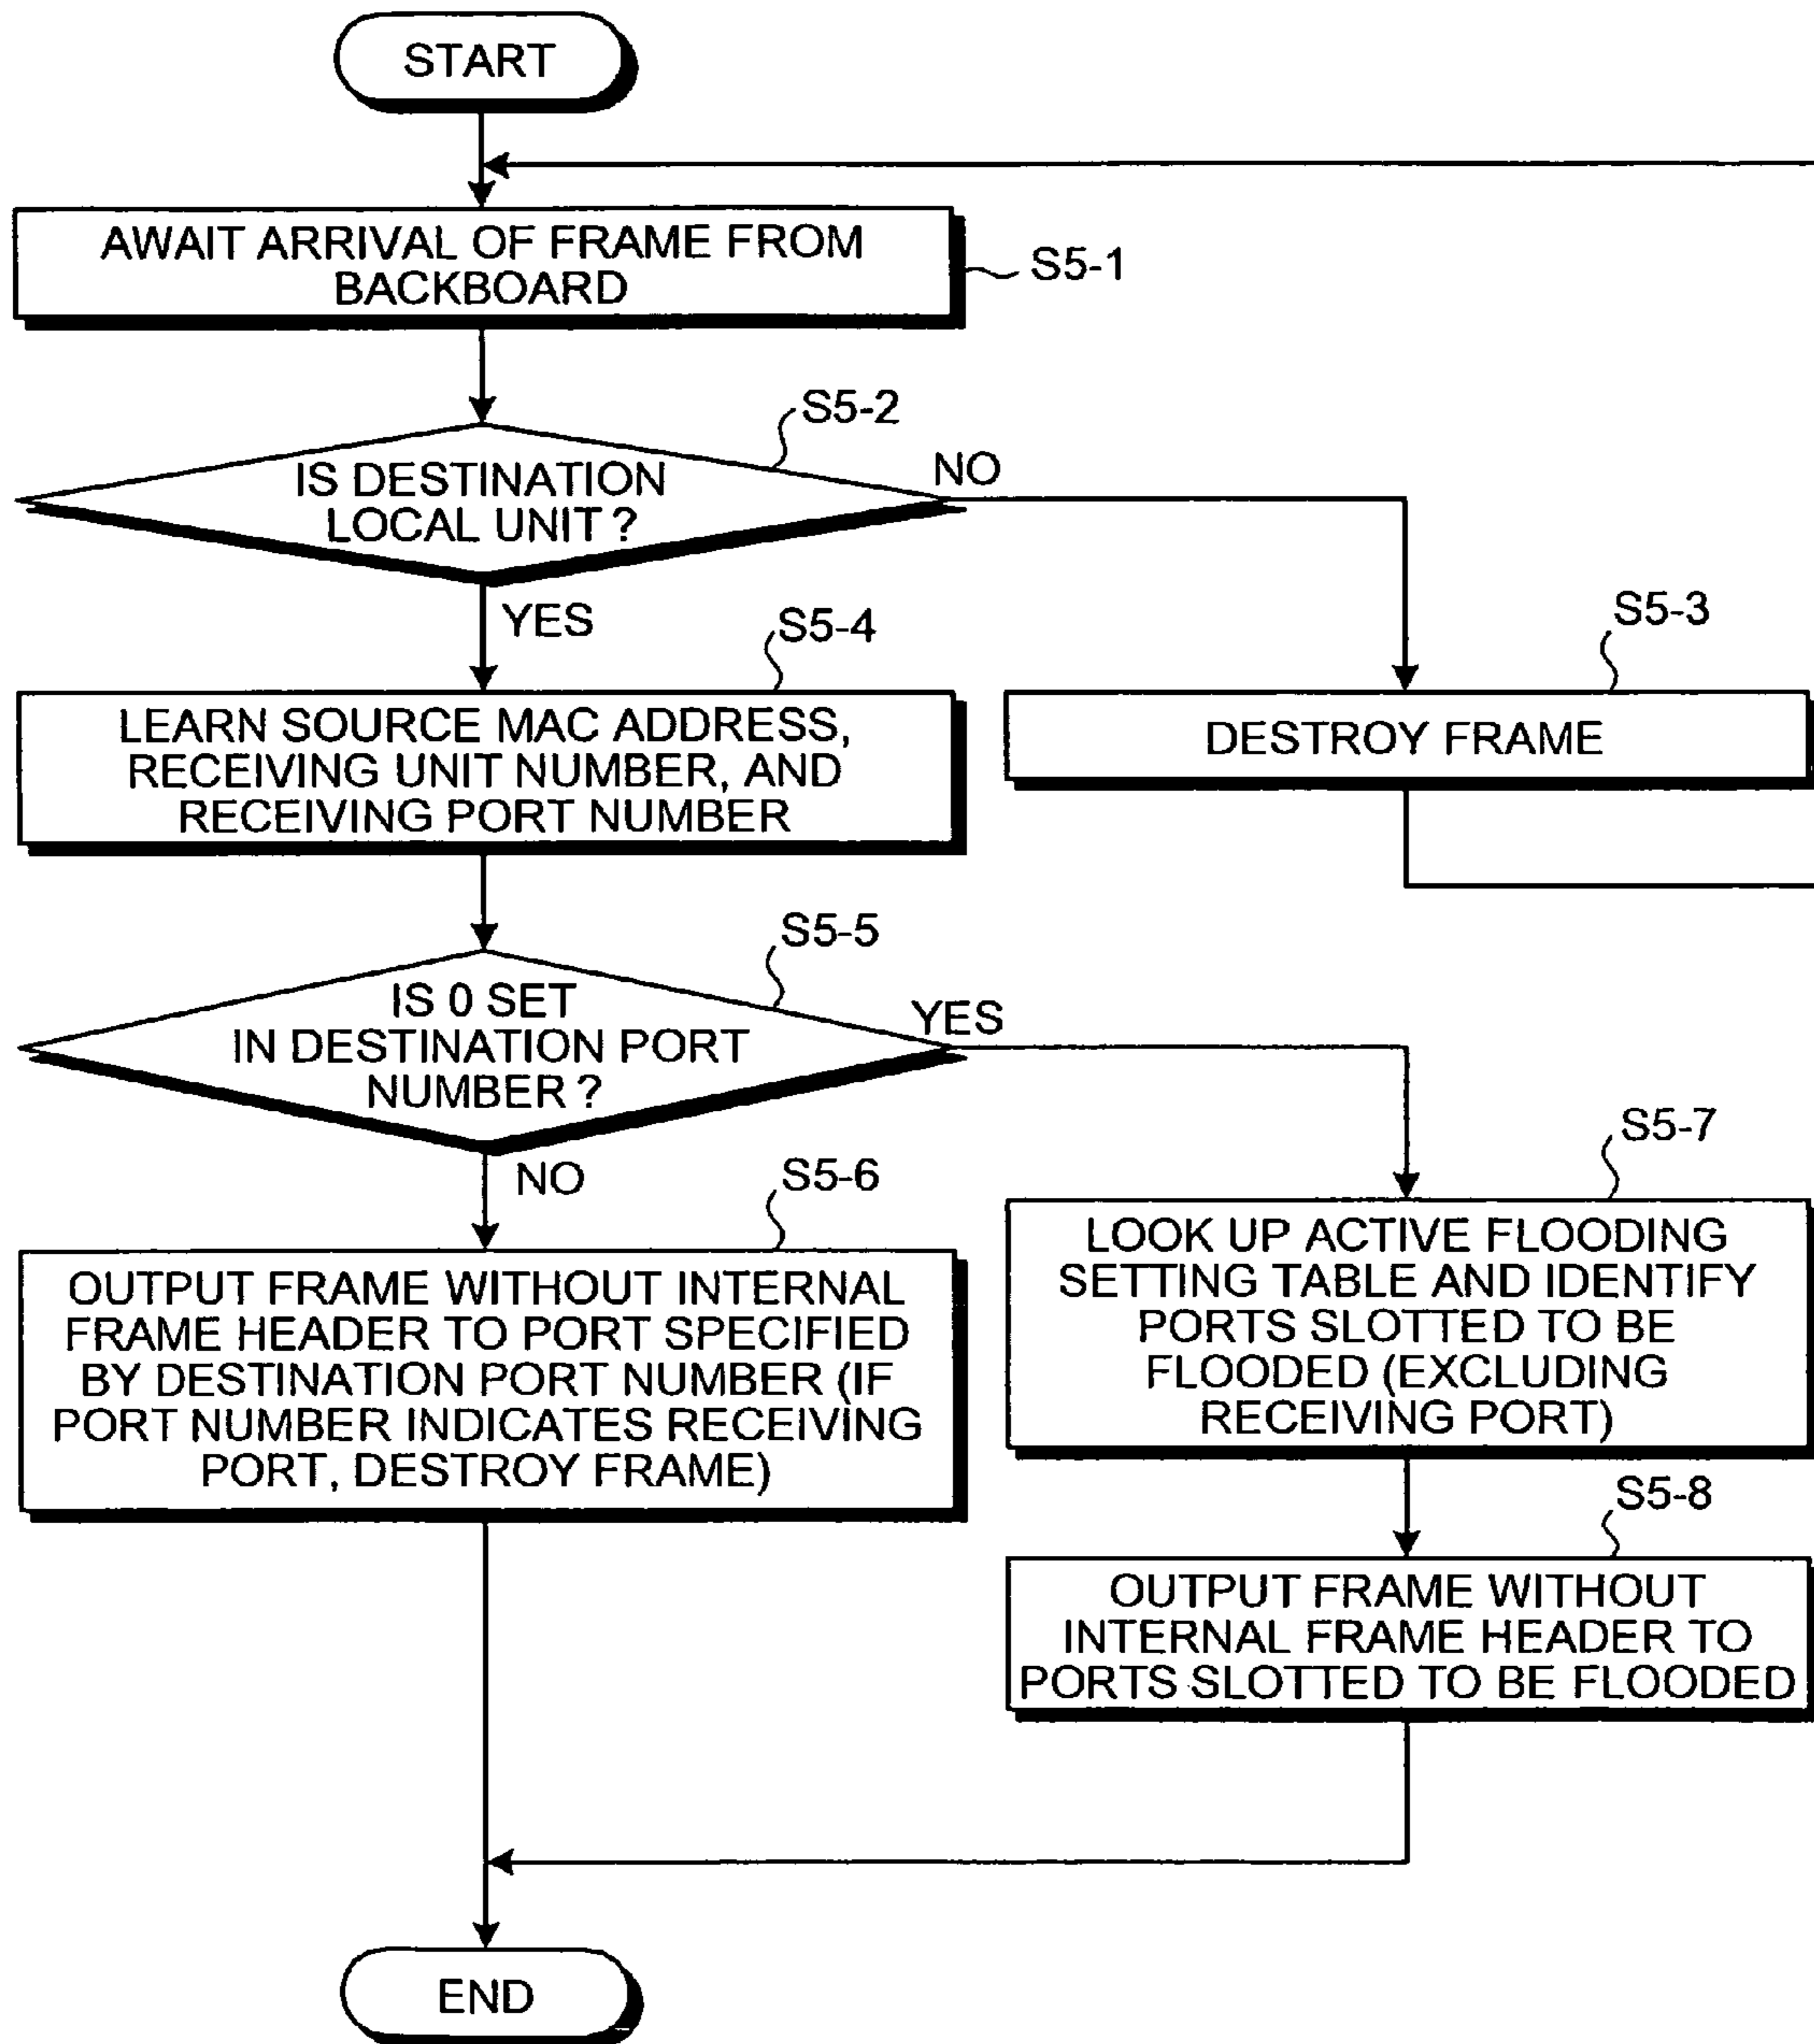 START
AWAIT ARRIVAL OF FRAME FROM
BACKBOARD
S5-1
S5-2
IS DESTINATION
LOCAL UNIT ?
NO
YES
S5-4
LEARN SOURCE MAC ADDRESS,
RECEIVING UNIT NUMBER, AND
RECEIVING PORT NUMBER
S5-3
DESTROY FRAME
S5-5
IS 0 SET
IN DESTINATION PORT
NUMBER ?
YES
NO
S5-6
OUTPUT FRAME WITHOUT INTERNAL
FRAME HEADER TO PORT SPECIFIED
BY DESTINATION PORT NUMBER (IF
PORT NUMBER INDICATES RECEIVING
PORT, DESTROY FRAME)
S5-7
LOOK UP ACTIVE FLOODING
SETTING TABLE AND IDENTIFY
PORTS SLOTTED TO BE
FLOODED (EXCLUDING
RECEIVING PORT)
S5-8
OUTPUT FRAME WITHOUT
INTERNAL FRAME HEADER TO
PORTS SLOTTED TO BE FLOODED
END